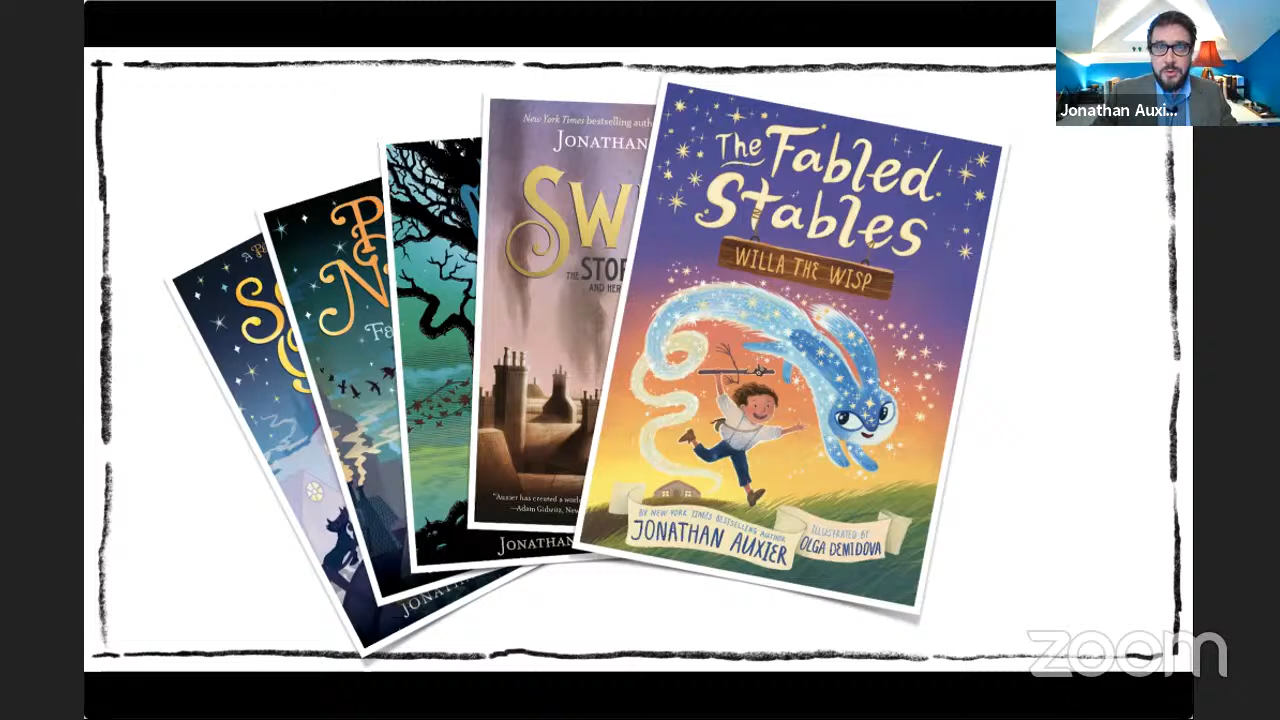 Jonathan Auxi...
New York Times bestselling auth
JONATHAN
SW
THE STOR
AND HER
"Auxier has created a work
—Adam Gidwitz, New
JONATHAN
The Fabled
Stables
WILLA THE WISP
BY NEW YORK TIMES BESTSELLING AUTHOR
JONATHAN AUXIER
ILLUSTRATED BY
OLGA DEMIDOVA
P
N
Fa
A
S
G
JONATHA
zoom